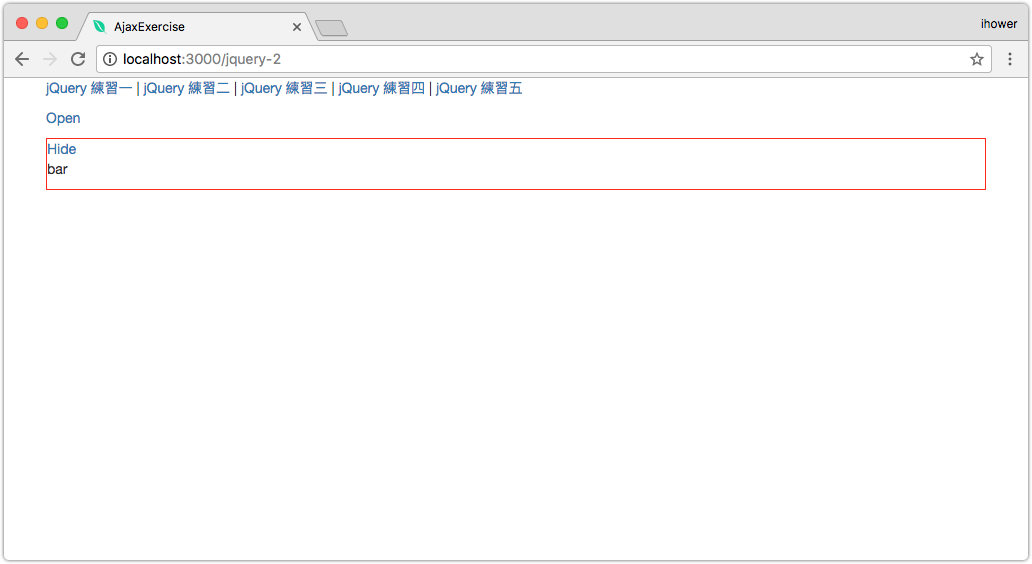 AjaxExercise
ihower
localhost:3000/jquery-2
jQuery 練習一 | jQuery 練習二 | jQuery 練習三 | jQuery 練習四 | jQuery 練習五
Open
Hide
bar